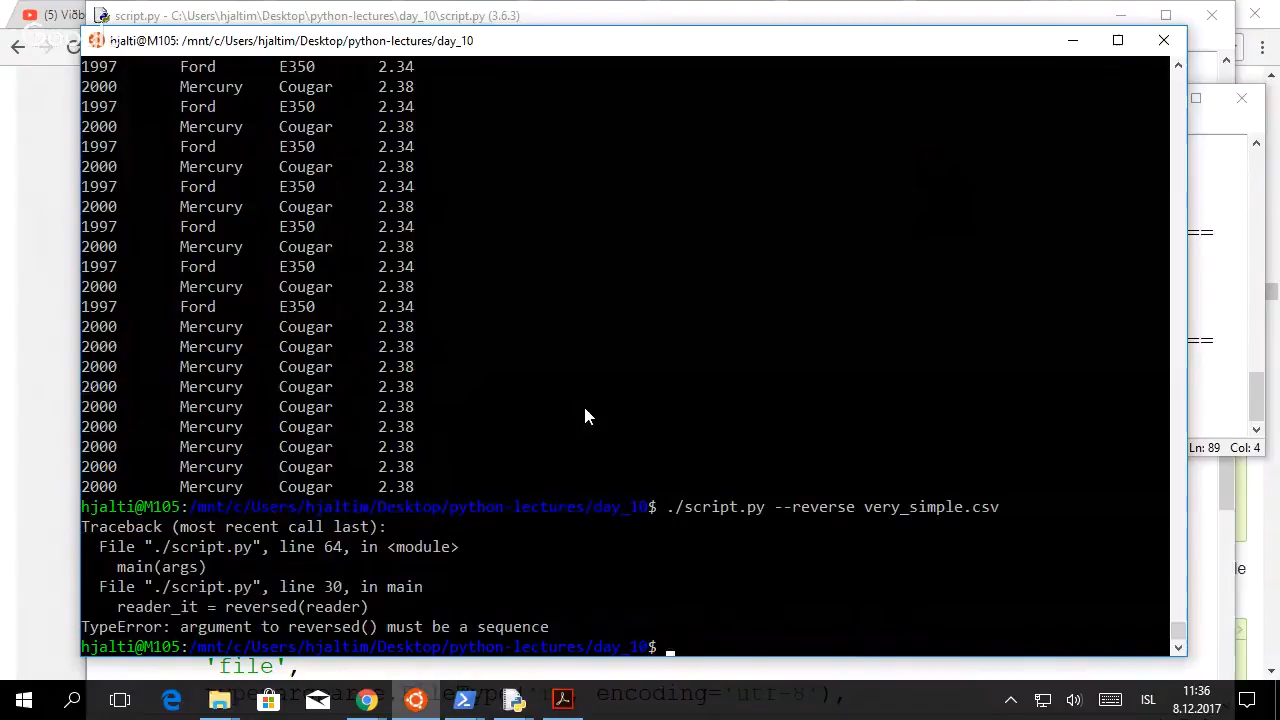 (5) Viðb
script.py - C:\Users\hjaltim\Desktop\python-lectures\day_10\script.py (3.6.3)
hjalti@M105: /mnt/c/Users/hjaltim/Desktop/python-lectures/day_10
1997 Ford E350 2.34
2000 Mercury Cougar 2.38
1997 Ford E350 2.34
2000 Mercury Cougar 2.38
1997 Ford E350 2.34
2000 Mercury Cougar 2.38
1997 Ford E350 2.34
2000 Mercury Cougar 2.38
1997 Ford E350 2.34
2000 Mercury Cougar 2.38
1997 Ford E350 2.34
2000 Mercury Cougar 2.38
1997 Ford E350 2.34
2000 Mercury Cougar 2.38
2000 Mercury Cougar 2.38
2000 Mercury Cougar 2.38
2000 Mercury Cougar 2.38
2000 Mercury Cougar 2.38
2000 Mercury Cougar 2.38
2000 Mercury Cougar 2.38
2000 Mercury Cougar 2.38
2000 Mercury Cougar 2.38
hjalti@M105:/mnt/c/Users/hjaltim/Desktop/python-lectures/day_10$ ./script.py --reverse very_simple.csv
Traceback (most recent call last):
File "./script.py", line 64, in <module>
main(args)
File "./script.py", line 30, in main
reader_it = reversed(reader)
TypeError: argument to reversed() must be a sequence
hjalti@M105:/mnt/c/Users/hjaltim/Desktop/python-lectures/day_10$
==
==
Ln: 89 Col: 4
'file',
encoding='utf-8'),
ISL
11:36
8.12.2017